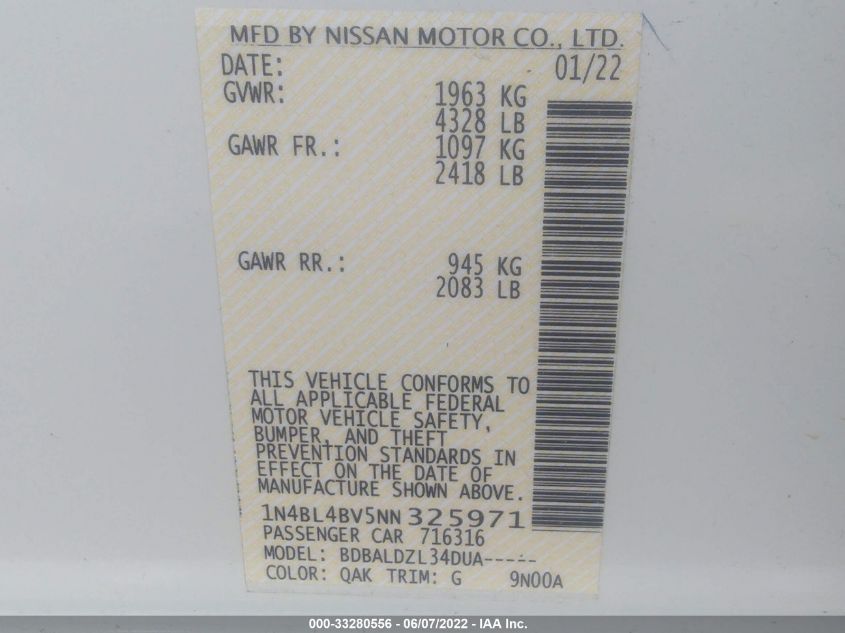 MFD BY NISSAN MOTOR CO., LTD.
DATE: 01/22
GVWR: 1963 KG
4328 LB
GAWR FR.: 1097 KG
2418 LB
GAWR RR.: 945 KG
2083 LB
THIS VEHICLE CONFORMS TO
ALL APPLICABLE FEDERAL
MOTOR VEHICLE SAFETY,
BUMPER, AND THEFT
PREVENTION STANDARDS IN
EFFECT ON THE DATE OF
MANUFACTURE SHOWN ABOVE.
1N4BL4BV5NN325971
PASSENGER CAR 716316
MODEL: BDBALDZL34DUA-----
COLOR: QAK TRIM: G 9N00A
000-33280556 - 06/07/2022 - IAA Inc.